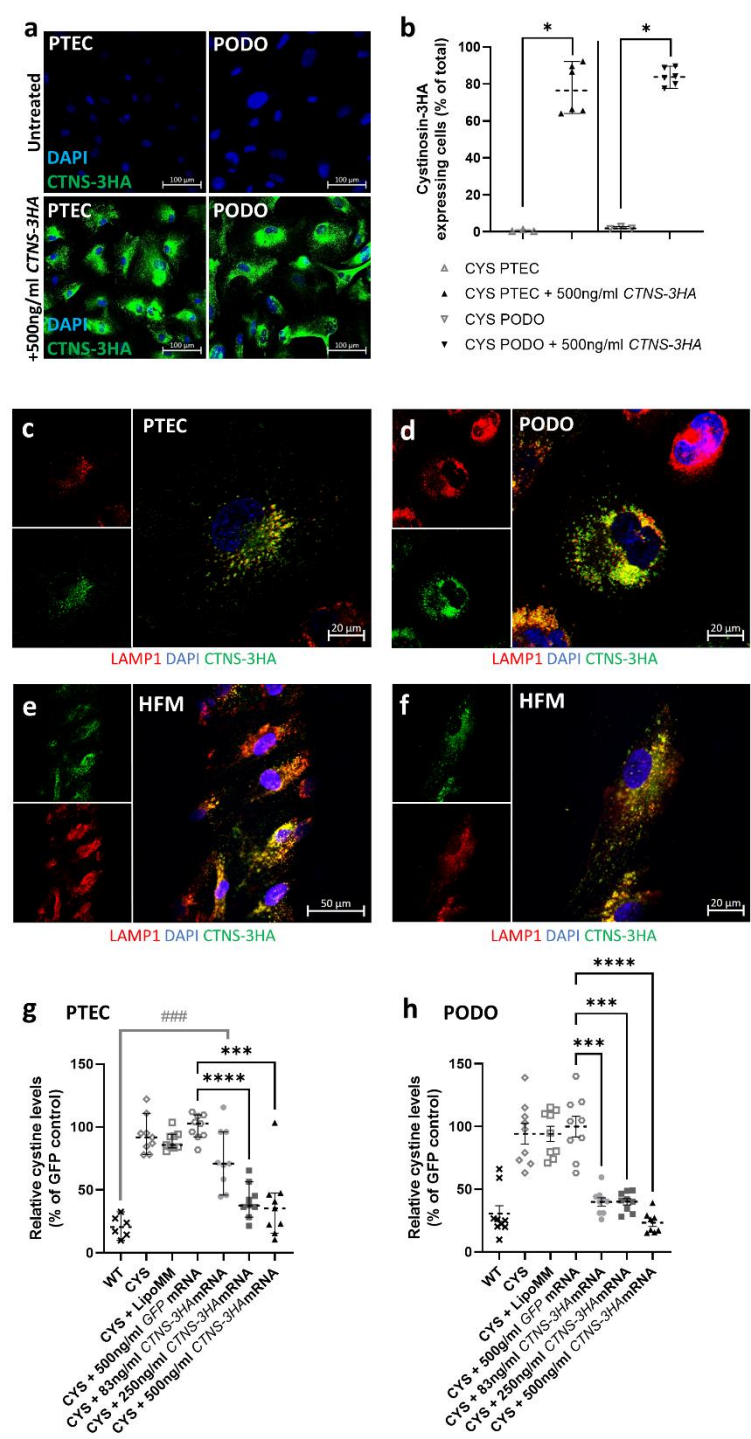 a
PTEC
PODO
Untreated
DAPI
CTNS-3HA
100 µm
100 µm
PTEC
PODO
+500ng/ml CTNS-3HA
DAPI
CTNS-3HA
100 µm
100 µm
b
*
*
Cystinosin-3HA
expressing cells (% of total)
100
80
60
40
20
0
CYS PTEC
CYS PTEC + 500ng/ml CTNS-3HA
CYS PODO
CYS PODO + 500ng/ml CTNS-3HA
c
PTEC
20 µm
LAMP1 DAPI CTNS-3HA
d
PODO
20 µm
LAMP1 DAPI CTNS-3HA
e
HFM
50 µm
LAMP1 DAPI CTNS-3HA
f
HFM
20 µm
LAMP1 DAPI CTNS-3HA
g PTEC
###
***
****
Relative cystine levels
(% of GFP control)
150
100
50
0
WT
CYS
CYS + LipoMM
CYS + 500ng/ml GFP mRNA
CYS + 83ng/ml CTNS-3HAmRNA
CYS + 250ng/ml CTNS-3HAmRNA
CYS + 500ng/ml CTNS-3HAmRNA
h PODO
****
***
***
Relative cystine levels
(% of GFP control)
150
100
50
0
WT
CYS
CYS + LipoMM
CYS + 500g/ml GFP mRNA
CYS + 83ng/ml CTNS-3HAmRNA
CYS + 250ng/ml CTNS-3HAmRNA
CYS + 500ng/ml CTNS-3HAmRNA